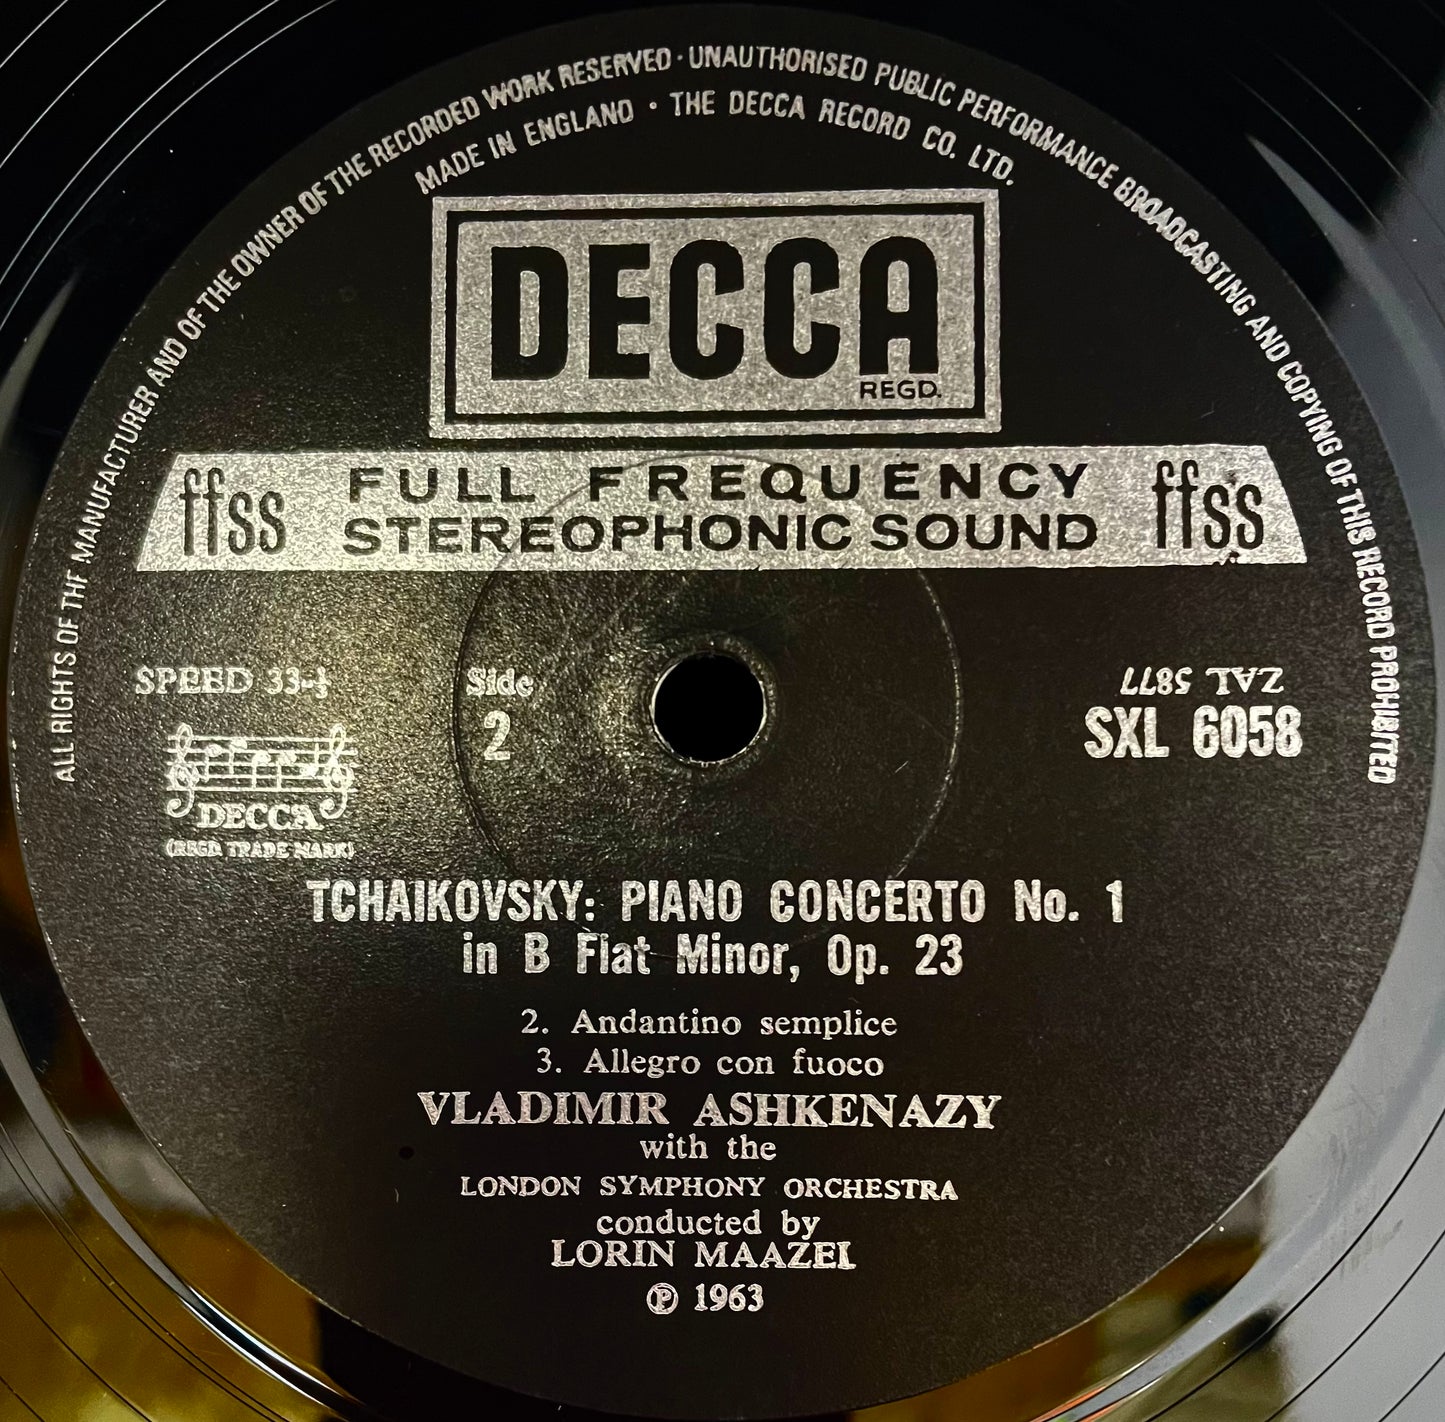 ALL RIGHTS OF THE MANUFACTURER AND OF THE OWNER OF THE RECORDED WORK RESERVED · UNAUTHORISED PUBLIC PERFORMANCE BROADCASTING AND COPYING OF THIS RECORD PROHIBITED
MADE IN ENGLAND · THE DECCA RECORD CO. LTD.
DECCA
REGD.
ffss
FULL FREQUENCY
STEREOPHONIC SOUND
ffss
SPEED 33-⅓
Side
2
ZAL 5877
SXL 6058
DECCA
(REGD. TRADE MARK)
TCHAIKOVSKY: PIANO CONCERTO No. 1
in B Flat Minor, Op. 23
2. Andantino semplice
3. Allegro con fuoco
VLADIMIR ASHKENAZY
with the
LONDON SYMPHONY ORCHESTRA
conducted by
LORIN MAAZEL
℗ 1963